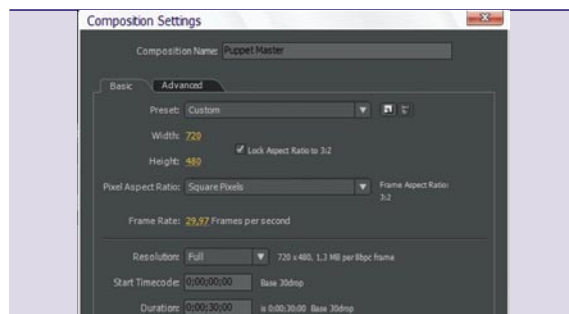 Composition Settings
Composition Name: Puppet Master
Basic Advanced
Preset: Custom
Width: 720
Lock Aspect Ratio to 3:2
Height: 480
Pixel Aspect Ratio: Square Pixels Frame Aspect Ratio:
3:2
Frame Rate: 29,97 Frames per second
Resolution: Full 720 x 480, 1,3 MB per 8bpc frame
Start Timecode: 0;00;00;00 Base 30drop
Duration: 0;00;30;00 is 0;00;30;00 Base 30drop